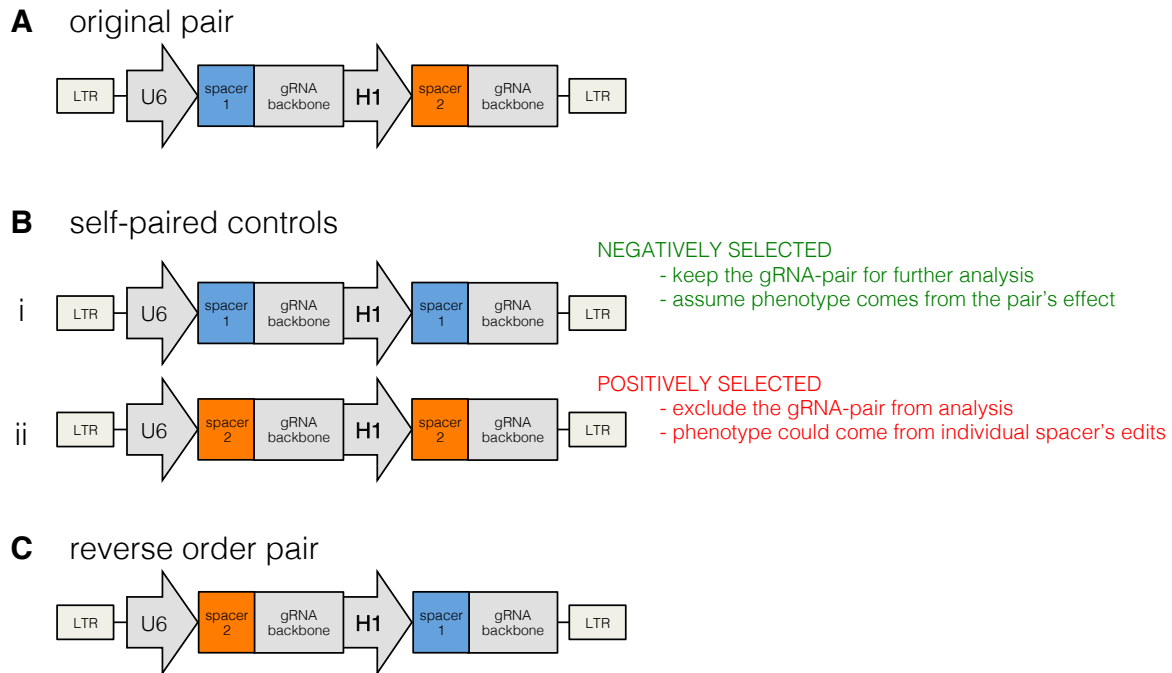 A original pair
LTR U6 spacer 1 gRNA backbone H1 spacer 2 gRNA backbone LTR
B self-paired controls
NEGATIVELY SELECTED
- keep the gRNA-pair for further analysis
- assume phenotype comes from the pair's effect
i LTR U6 spacer 1 gRNA backbone H1 spacer 1 gRNA backbone LTR
POSITIVELY SELECTED
- exclude the gRNA-pair from analysis
- phenotype could come from individual spacer's edits
ii LTR U6 spacer 2 gRNA backbone H1 spacer 2 gRNA backbone LTR
C reverse order pair
LTR U6 spacer 2 gRNA backbone H1 spacer 1 gRNA backbone LTR